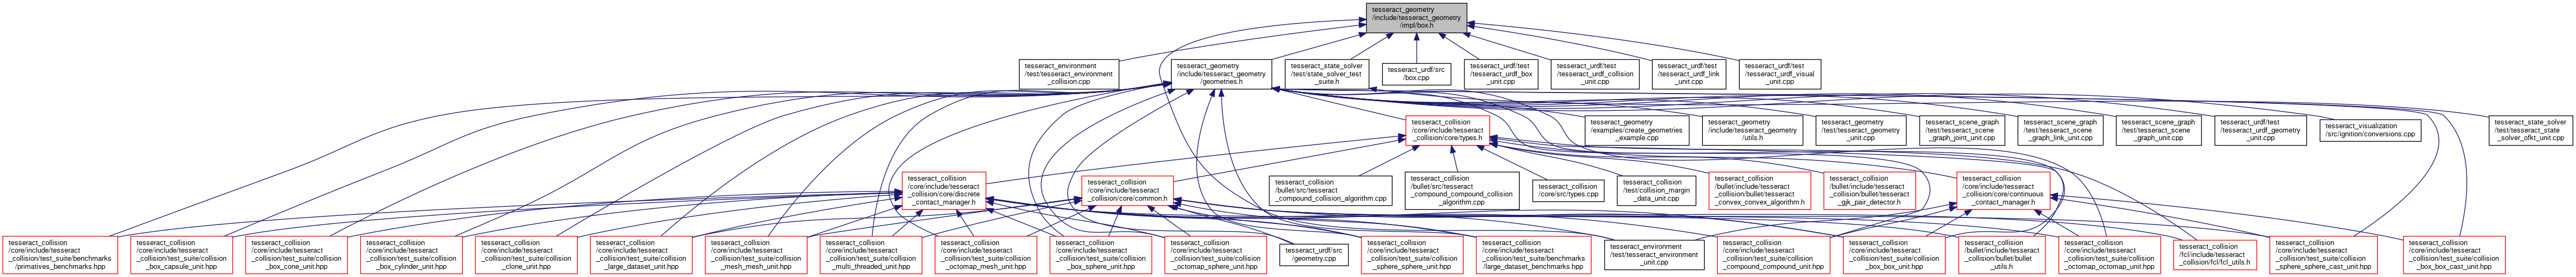 tesseract_geometry
/include/tesseract_geometry
/impl/box.h
tesseract_environment
/test/tesseract_environment
_collision.cpp
tesseract_geometry
/include/tesseract_geometry
/geometries.h
tesseract_state_solver
/test/state_solver_test
_suite.h
tesseract_urdf/src
/box.cpp
tesseract_urdf/test
/tesseract_urdf_box
_unit.cpp
tesseract_urdf/test
/tesseract_urdf_collision
_unit.cpp
tesseract_urdf/test
/tesseract_urdf_link
_unit.cpp
tesseract_urdf/test
/tesseract_urdf_visual
_unit.cpp
tesseract_collision
/core/include/tesseract
_collision/core/types.h
tesseract_geometry
/examples/create_geometries
_example.cpp
tesseract_geometry
/include/tesseract_geometry
/utils.h
tesseract_geometry
/test/tesseract_geometry
_unit.cpp
tesseract_scene_graph
/test/tesseract_scene
_graph_joint_unit.cpp
tesseract_scene_graph
/test/tesseract_scene
_graph_link_unit.cpp
tesseract_scene_graph
/test/tesseract_scene
_graph_unit.cpp
tesseract_urdf/test
/tesseract_urdf_geometry
_unit.cpp
tesseract_visualization
/src/ignition/conversions.cpp
tesseract_state_solver
/test/tesseract_state
_solver_ofkt_unit.cpp
tesseract_collision
/core/include/tesseract
_collision/core/discrete
_contact_manager.h
tesseract_collision
/core/include/tesseract
_collision/core/common.h
tesseract_collision
/bullet/src/tesseract
_compound_collision_algorithm.cpp
tesseract_collision
/bullet/src/tesseract
_compound_compound_collision
_algorithm.cpp
tesseract_collision
/core/src/types.cpp
tesseract_collision
/test/collision_margin
_data_unit.cpp
tesseract_collision
/bullet/include/tesseract
_collision/bullet/tesseract
_convex_convex_algorithm.h
tesseract_collision
/bullet/include/tesseract
_collision/bullet/tesseract
_gjk_pair_detector.h
tesseract_collision
/core/include/tesseract
_collision/core/continuous
_contact_manager.h
tesseract_collision
/core/include/tesseract
_collision/test_suite/benchmarks
/primatives_benchmarks.hpp
tesseract_collision
/core/include/tesseract
_collision/test_suite/collision
_box_capsule_unit.hpp
tesseract_collision
/core/include/tesseract
_collision/test_suite/collision
_box_cone_unit.hpp
tesseract_collision
/core/include/tesseract
_collision/test_suite/collision
_box_cylinder_unit.hpp
tesseract_collision
/core/include/tesseract
_collision/test_suite/collision
_clone_unit.hpp
tesseract_collision
/core/include/tesseract
_collision/test_suite/collision
_large_dataset_unit.hpp
tesseract_collision
/core/include/tesseract
_collision/test_suite/collision
_mesh_mesh_unit.hpp
tesseract_collision
/core/include/tesseract
_collision/test_suite/collision
_multi_threaded_unit.hpp
tesseract_collision
/core/include/tesseract
_collision/test_suite/collision
_octomap_mesh_unit.hpp
tesseract_collision
/core/include/tesseract
_collision/test_suite/collision
_box_sphere_unit.hpp
tesseract_collision
/core/include/tesseract
_collision/test_suite/collision
_octomap_sphere_unit.hpp
tesseract_urdf/src
/geometry.cpp
tesseract_collision
/core/include/tesseract
_collision/test_suite/collision
_sphere_sphere_unit.hpp
tesseract_collision
/core/include/tesseract
_collision/test_suite/benchmarks
/large_dataset_benchmarks.hpp
tesseract_environment
/test/tesseract_environment
_unit.cpp
tesseract_collision
/core/include/tesseract
_collision/test_suite/collision
_compound_compound_unit.hpp
tesseract_collision
/core/include/tesseract
_collision/test_suite/collision
_box_box_unit.hpp
tesseract_collision
/bullet/include/tesseract
_collision/bullet/bullet
_utils.h
tesseract_collision
/core/include/tesseract
_collision/test_suite/collision
_octomap_octomap_unit.hpp
tesseract_collision
/fcl/include/tesseract
_collision/fcl/fcl_utils.h
tesseract_collision
/core/include/tesseract
_collision/test_suite/collision
_sphere_sphere_cast_unit.hpp
tesseract_collision
/core/include/tesseract
_collision/test_suite/collision
_box_box_cast_unit.hpp